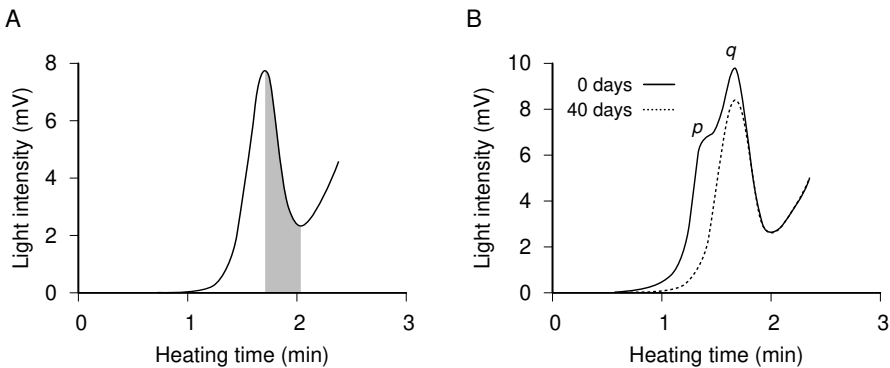 A
8
6
4
2
0
Light intensity (mV)
0 1 2 3
Heating time (min)
B
10
8
6
4
2
0
Light intensity (mV)
0 days
40 days
p
q
0 1 2 3
Heating time (min)